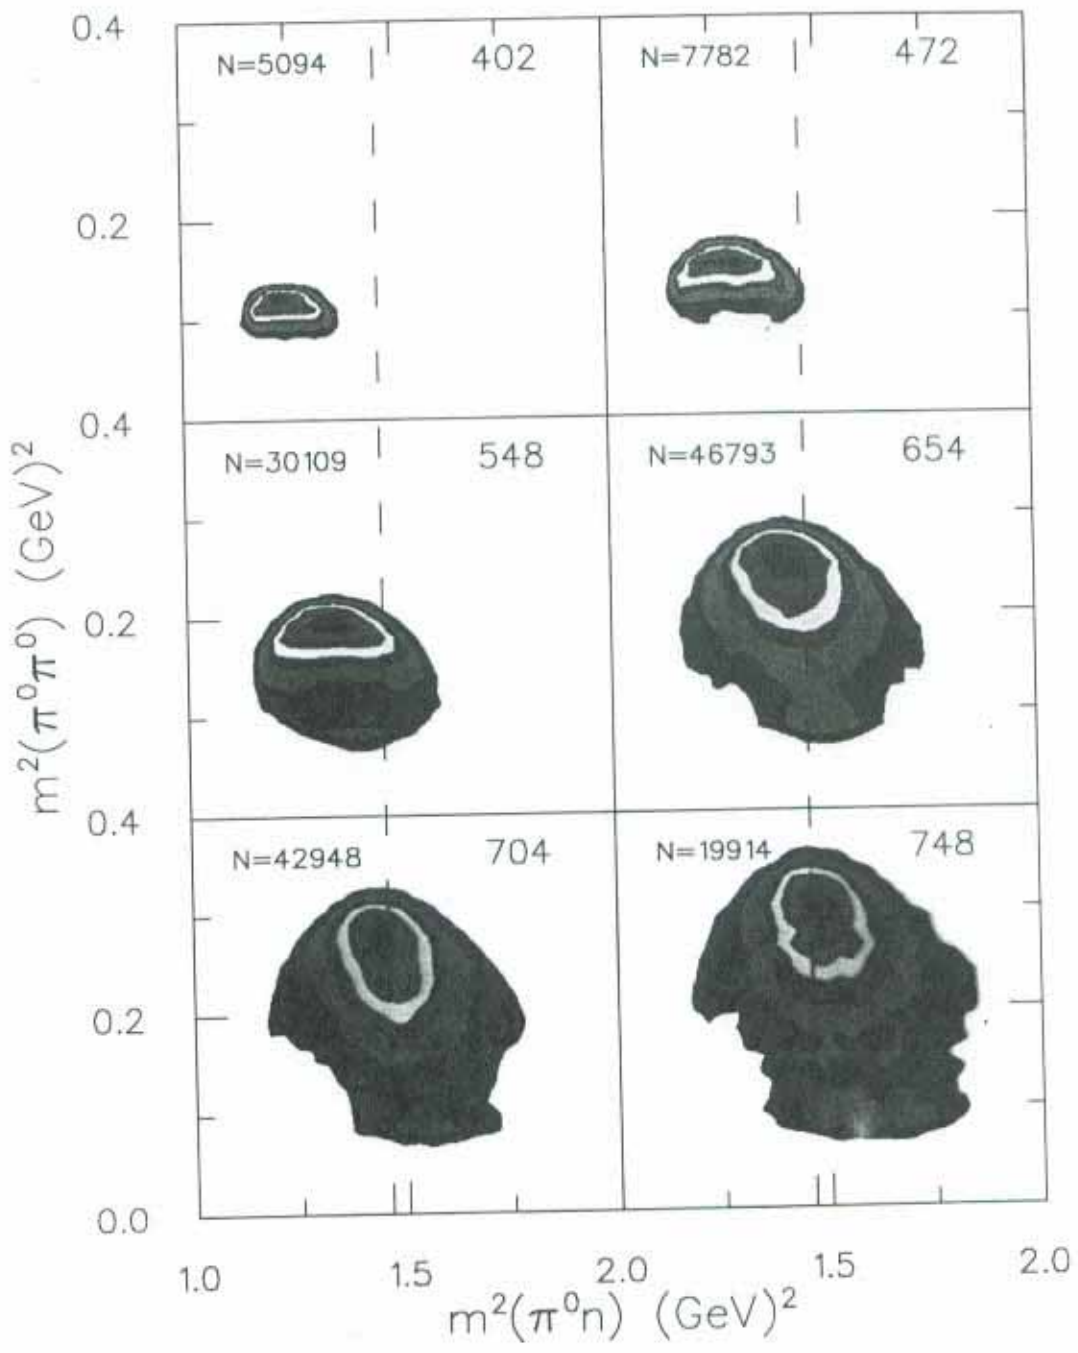 0.4
N=5094 402
N=7782 472
0.2
0.4
N=30109 548
N=46793 654
0.2
0.4
N=42948 704
N=19914 748
0.2
0.0
1.0 1.5 2.0 1.5 2.0
m²(π⁰n) (GeV)²
m²(π⁰π⁰) (GeV)²